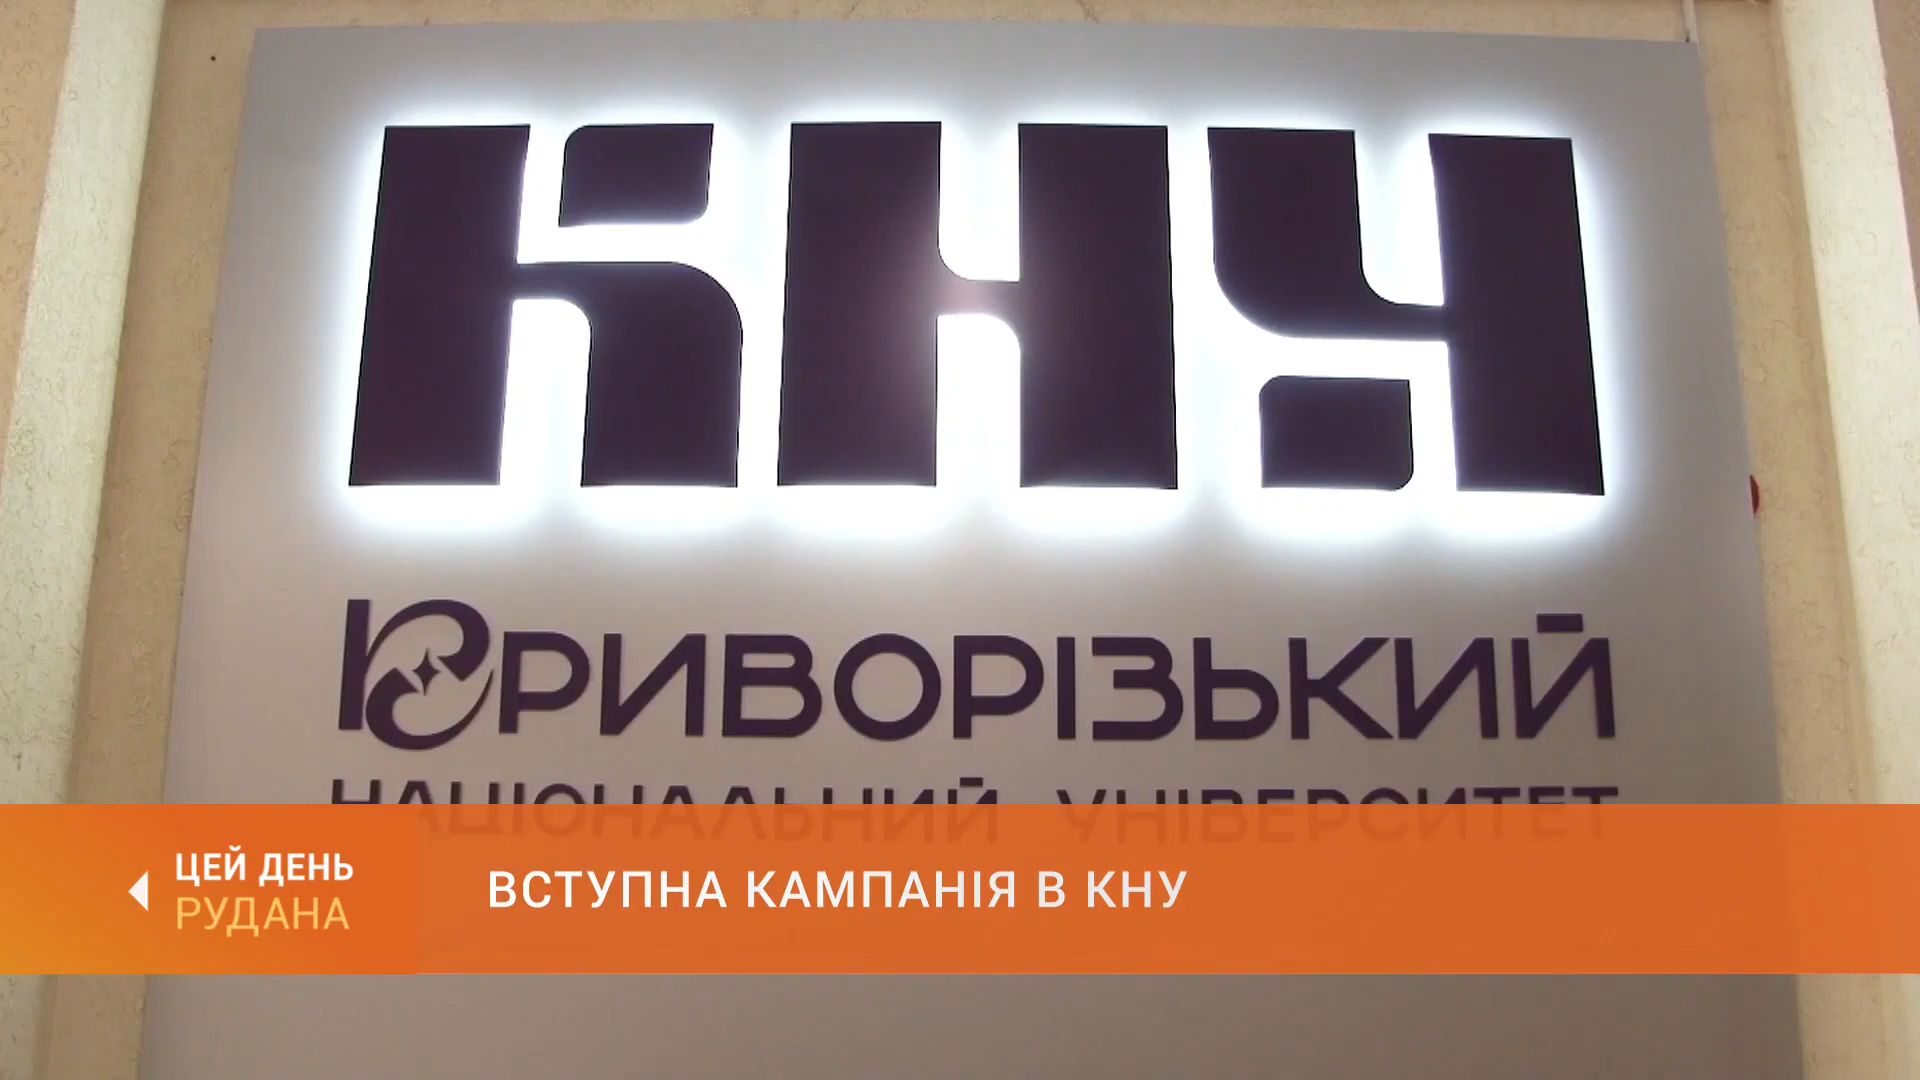 КНУ
КРИВОРІЗЬКИЙ
НАЦІОНАЛЬНИЙ УНІВЕРСИТЕТ
ЦЕЙ ДЕНЬ
РУДАНА
ВСТУПНА КАМПАНІЯ В КНУ